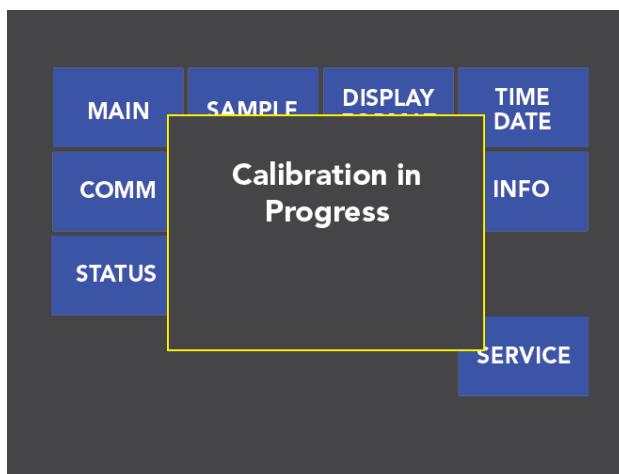 MAIN
SAMPLE
DISPLAY
TIME
DATE
COMM
Calibration in
Progress
INFO
STATUS
SERVICE